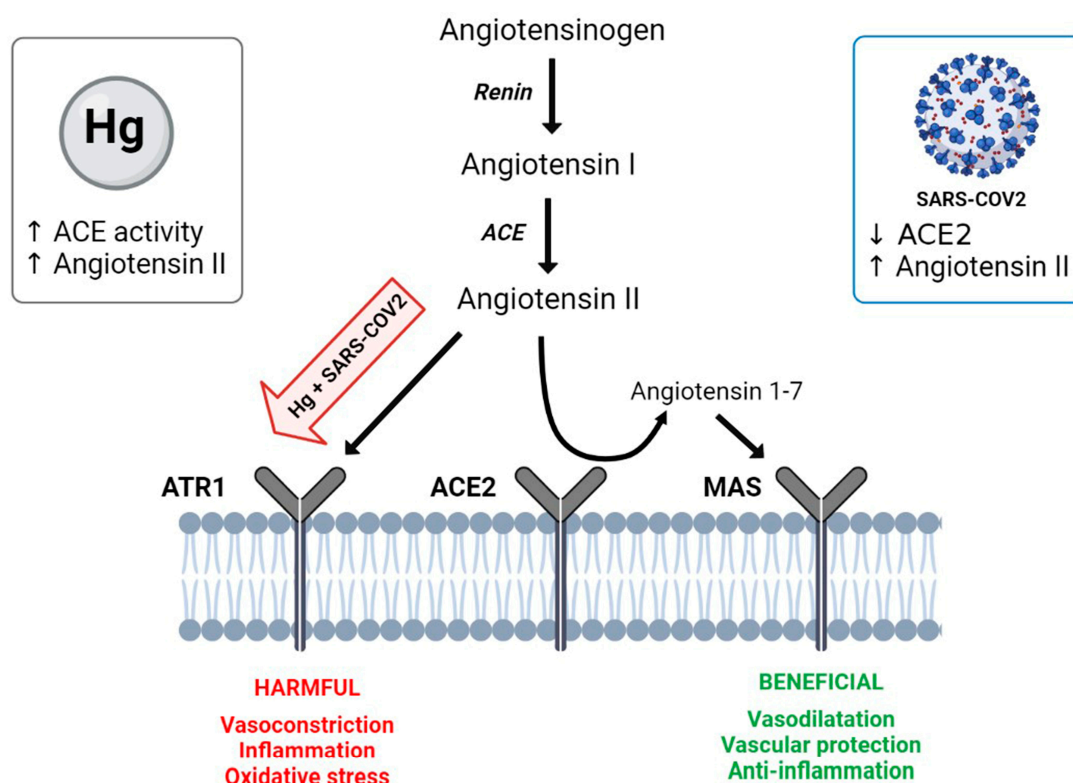 Angiotensinogen
Renin
Angiotensin I
ACE
Angiotensin II
Hg
↑ ACE activity
↑ Angiotensin II
SARS-COV2
↓ ACE2
↑ Angiotensin II
Hg + SARS-COV2
Angiotensin 1-7
ATR1
ACE2
MAS
HARMFUL
Vasoconstriction
Inflammation
Oxidative stress
BENEFICIAL
Vasodilatation
Vascular protection
Anti-inflammation